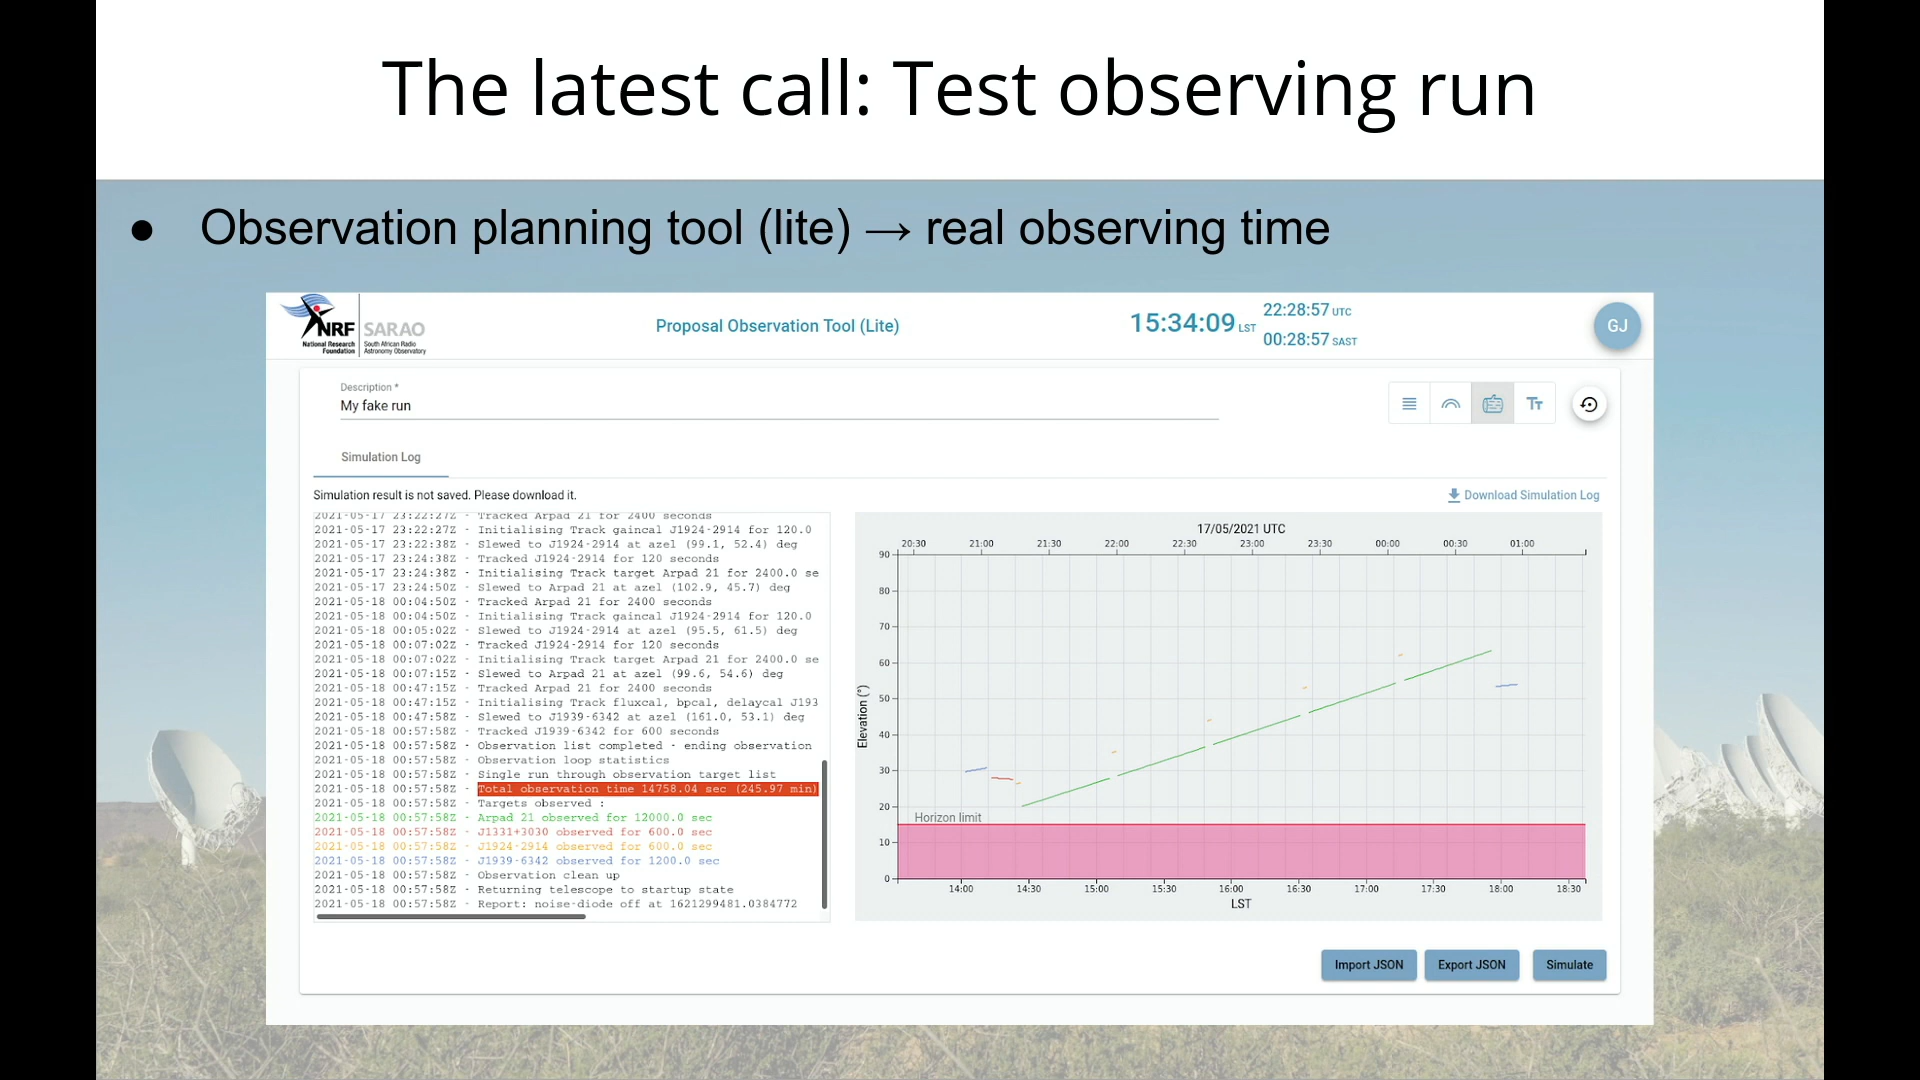 The latest call: Test observing run
● Observation planning tool (lite) → real observing time
NRF
National Research
Foundation
SARAO
South African Radio
Astronomy Observatory
Proposal Observation Tool (Lite)
15:34:09 LST
22:28:57 UTC
00:28:57 SAST
GJ
Description *
My fake run
Tт
Simulation Log
Simulation result is not saved. Please download it.
Download Simulation Log
2021-05-17 23:22:27Z - Tracked Arpad 21 for 2400 seconds
2021-05-17 23:22:27Z - Initialising Track gaincal J1924-2914 for 120.0
2021-05-17 23:22:38Z - Slewed to J1924-2914 at azel (99.1, 52.4) deg
2021-05-17 23:24:38Z - Tracked J1924-2914 for 120 seconds
2021-05-17 23:24:38Z - Initialising Track target Arpad 21 for 2400.0 se
2021-05-17 23:24:50Z - Slewed to Arpad 21 at azel (102.9, 45.7) deg
2021-05-18 00:04:50Z - Tracked Arpad 21 for 2400 seconds
2021-05-18 00:04:50Z - Initialising Track gaincal J1924-2914 for 120.0
2021-05-18 00:05:02Z - Slewed to J1924-2914 at azel (95.5, 61.5) deg
2021-05-18 00:07:02Z - Tracked J1924-2914 for 120 seconds
2021-05-18 00:07:02Z - Initialising Track target Arpad 21 for 2400.0 se
2021-05-18 00:07:15Z - Slewed to Arpad 21 at azel (99.6, 54.6) deg
2021-05-18 00:47:15Z - Tracked Arpad 21 for 2400 seconds
2021-05-18 00:47:15Z - Initialising Track fluxcal, bpcal, delaycal J193
2021-05-18 00:47:58Z - Slewed to J1939-6342 at azel (161.0, 53.1) deg
2021-05-18 00:57:58Z - Tracked J1939-6342 for 600 seconds
2021-05-18 00:57:58Z - Observation list completed - ending observation
2021-05-18 00:57:58Z - Observation loop statistics
2021-05-18 00:57:58Z - Single run through observation target list
2021-05-18 00:57:58Z - Total observation time 14758.04 sec (245.97 min)
2021-05-18 00:57:58Z - Targets observed :
2021-05-18 00:57:58Z - Arpad 21 observed for 12000.0 sec
2021-05-18 00:57:58Z - J1331+3030 observed for 600.0 sec
2021-05-18 00:57:58Z - J1924-2914 observed for 600.0 sec
2021-05-18 00:57:58Z - J1939-6342 observed for 1200.0 sec
2021-05-18 00:57:58Z - Observation clean up
2021-05-18 00:57:58Z - Returning telescope to startup state
2021-05-18 00:57:58Z - Report: noise-diode off at 1621299481.0384772
17/05/2021 UTC
20:30 21:00 21:30 22:00 22:30 23:00 23:30 00:00 00:30 01:00
90
80
70
60
50
40
30
20
10
0
Elevation (°)
Horizon limit
14:00 14:30 15:00 15:30 16:00 16:30 17:00 17:30 18:00 18:30
LST
Import JSON
Export JSON
Simulate